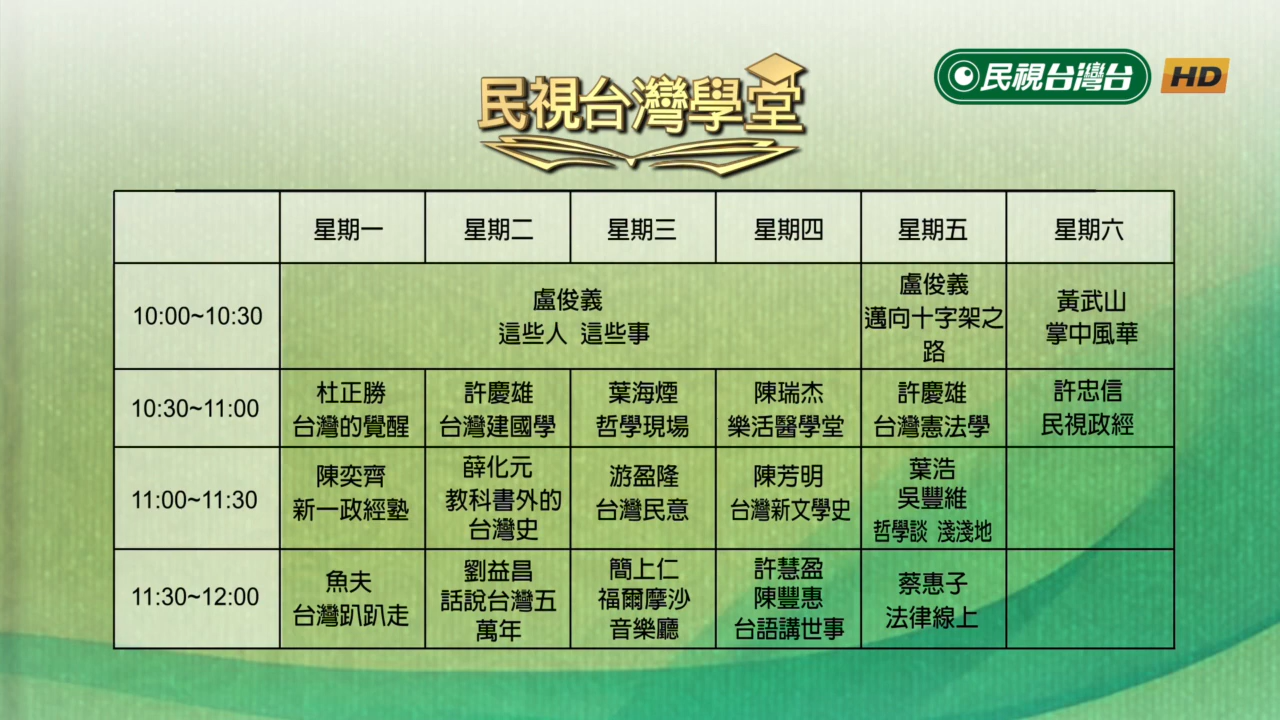 民視台灣學堂
民視台灣台 HD
星期一 星期二 星期三 星期四 星期五 星期六
10:00~10:30
盧俊義
這些人 這些事
盧俊義
邁向十字架之
路
黃武山
掌中風華
10:30~11:00
杜正勝
台灣的覺醒
許慶雄
台灣建國學
葉海煙
哲學現場
陳瑞杰
樂活醫學堂
許慶雄
台灣憲法學
許忠信
民視政經
11:00~11:30
陳奕齊
新一政經塾
薛化元
教科書外的
台灣史
游盈隆
台灣民意
陳芳明
台灣新文學史
葉浩
吳豐維
哲學談 淺淺地
11:30~12:00
魚夫
台灣趴趴走
劉益昌
話說台灣五
萬年
簡上仁
福爾摩沙
音樂廳
許慧盈
陳豐惠
台語講世事
蔡惠子
法律線上